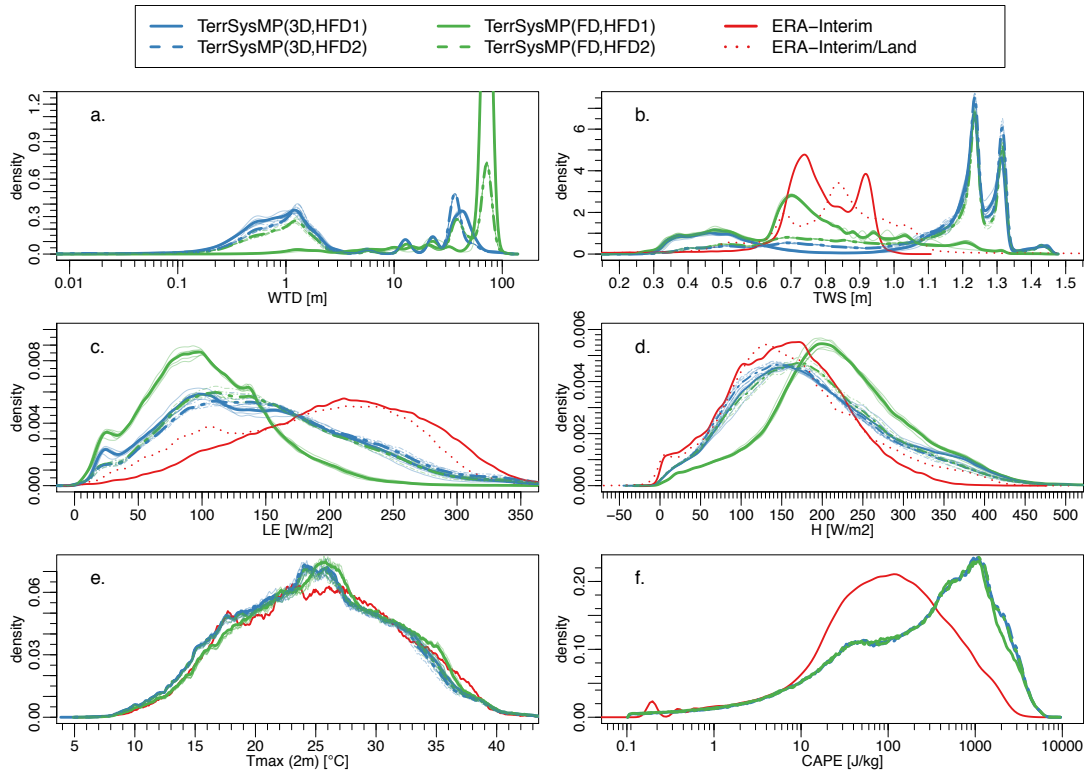 TerrSysMP(3D,HFD1) TerrSysMP(FD,HFD1) ERA−Interim
TerrSysMP(3D,HFD2) TerrSysMP(FD,HFD2) ERA−Interim/Land
a.
density
0.0 0.3 0.6 0.9 1.2
0.01 0.1 1 10 100
WTD [m]
b.
density
0 2 4 6
0.2 0.3 0.4 0.5 0.6 0.7 0.8 0.9 1.0 1.1 1.2 1.3 1.4 1.5
TWS [m]
c.
density
0.000 0.004 0.008
0 50 100 150 200 250 300 350
LE [W/m2]
d.
density
0.000 0.002 0.004 0.006
−50 0 50 100 150 200 250 300 350 400 450 500
H [W/m2]
e.
density
0.00 0.03 0.06
5 10 15 20 25 30 35 40
Tmax (2m) [°C]
f.
density
0.00 0.10 0.20
0.1 1 10 100 1000 10000
CAPE [J/kg]